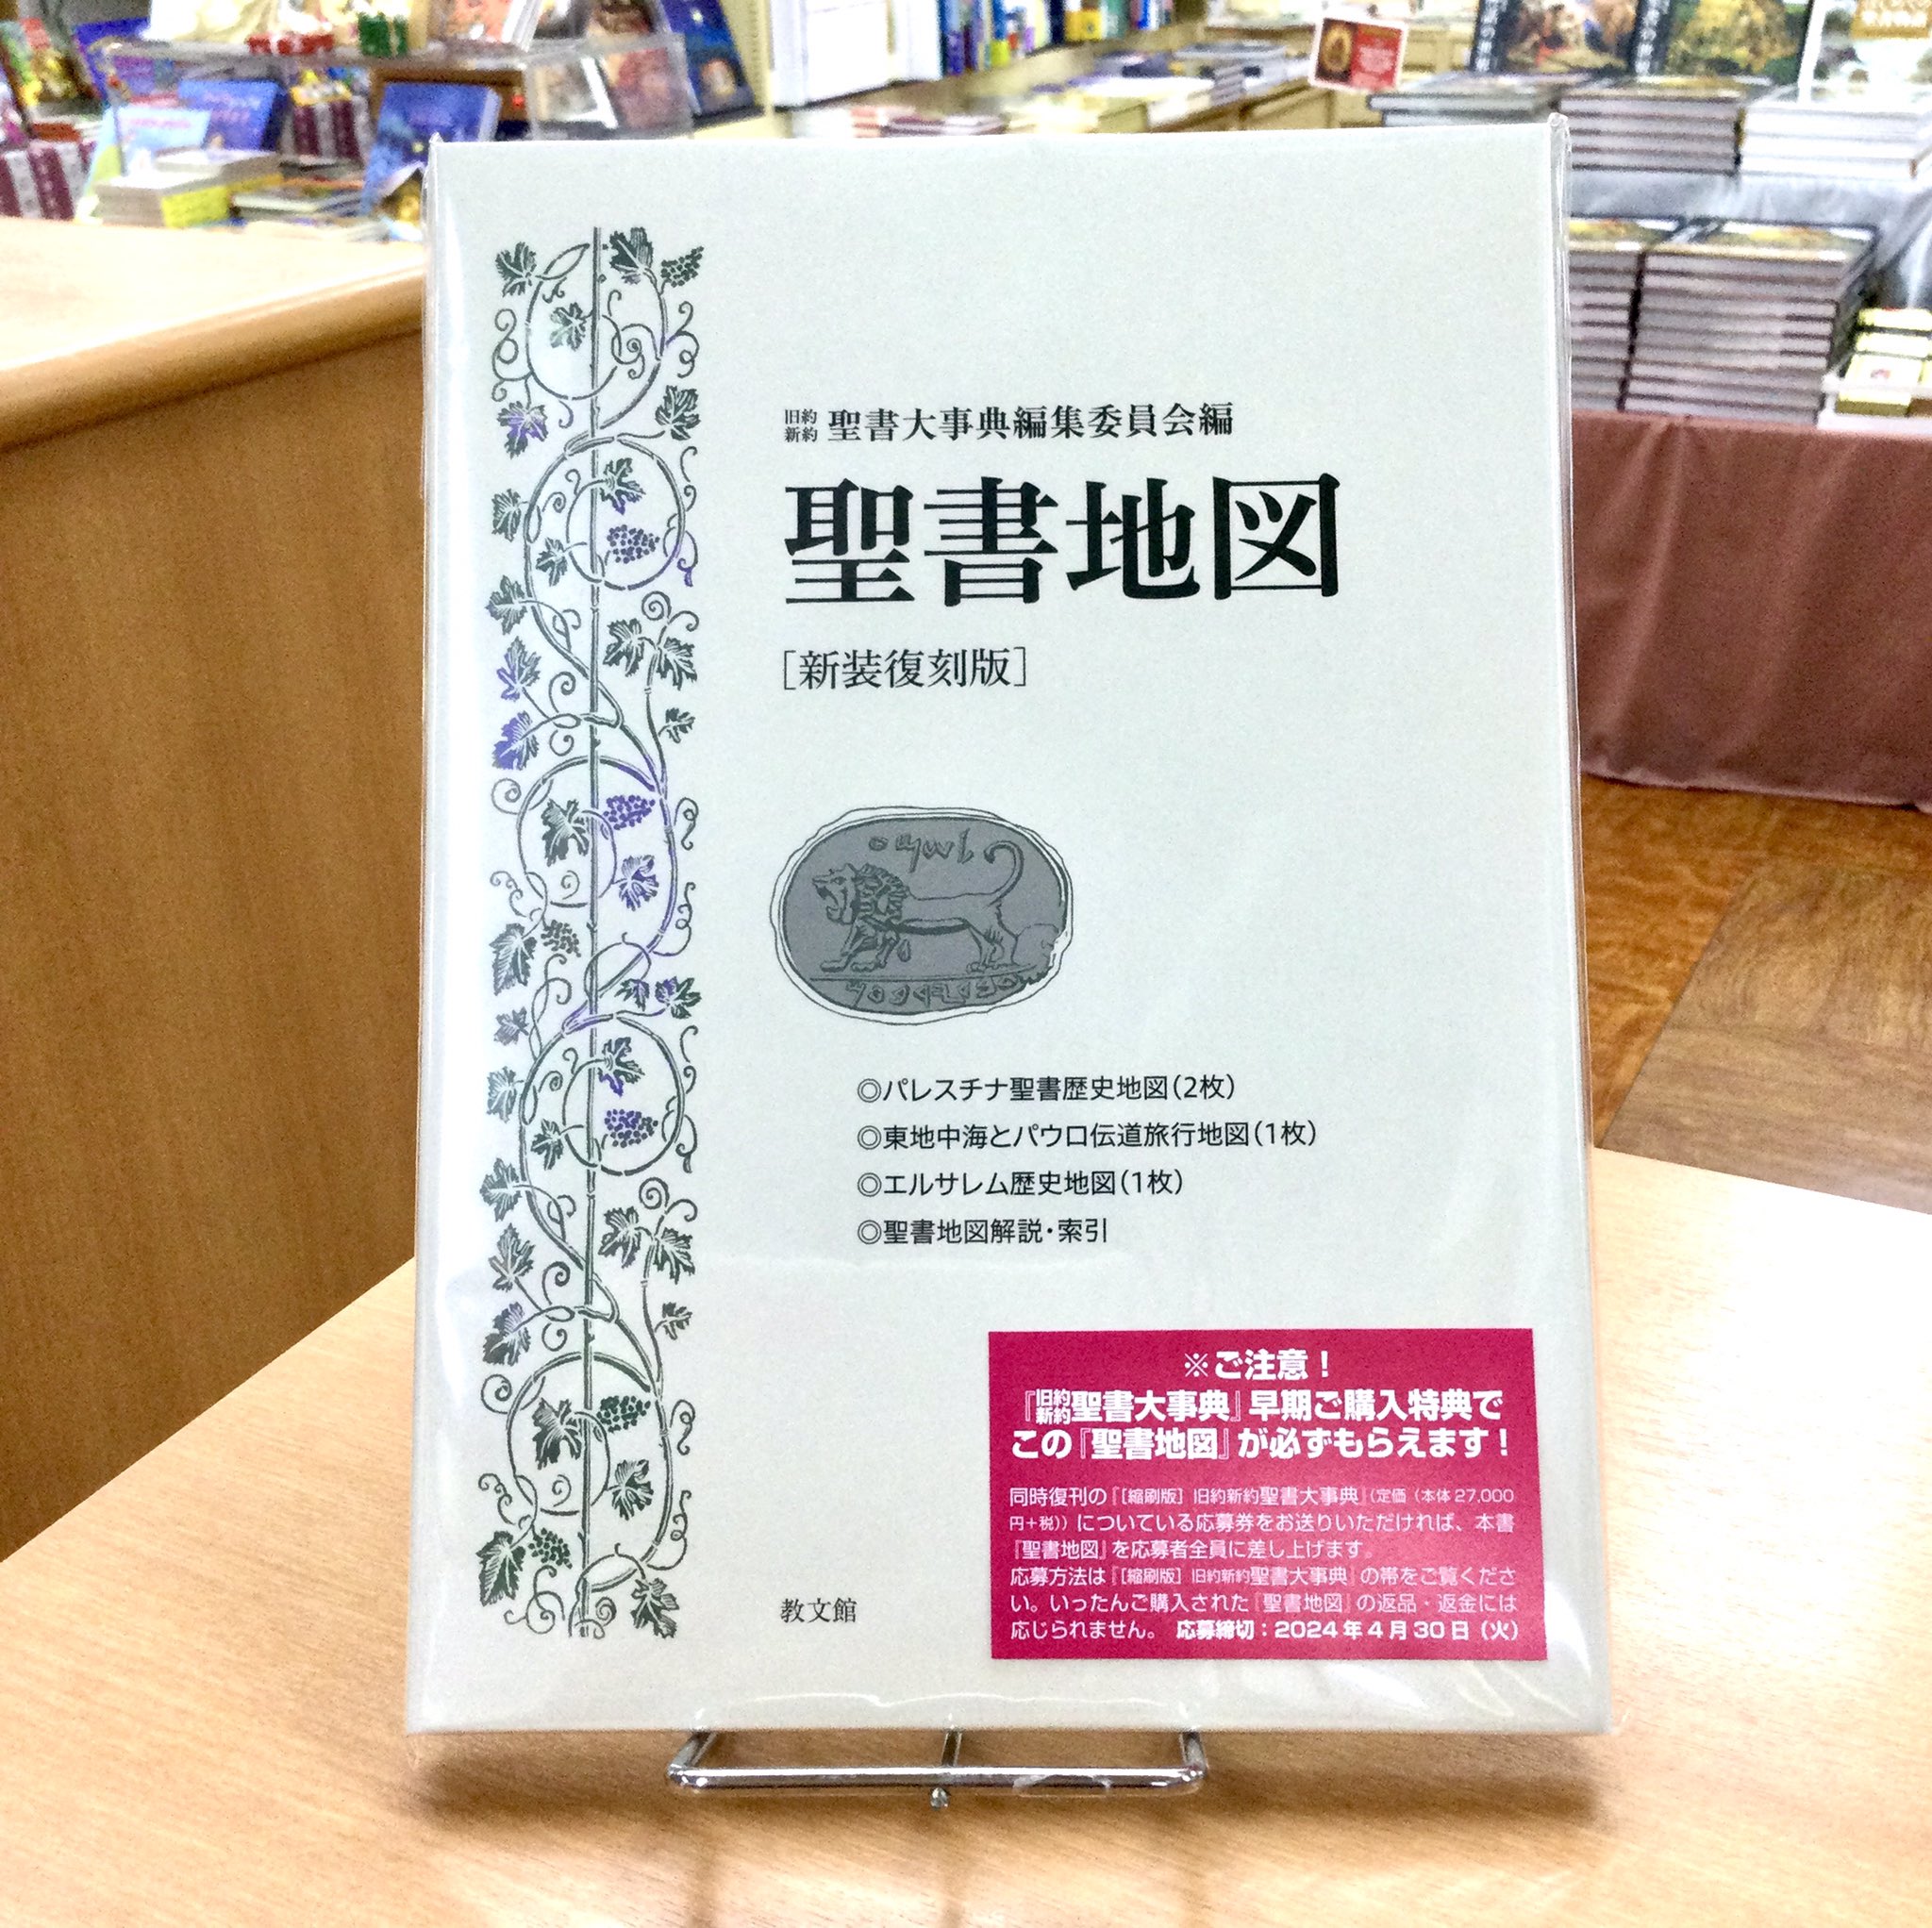 旧約
新約 聖書大事典編集委員会編
聖書地図
［新装復刻版］
◎パレスチナ聖書歴史地図（2枚）
◎東地中海とパウロ伝道旅行地図（1枚）
◎エルサレム歴史地図（1枚）
◎聖書地図解説・索引
教文館
※ご注意！
『旧約新約聖書大事典』早期ご購入特典で
この『聖書地図』が必ずもらえます！
同時復刊の『［縮刷版］旧約新約聖書大事典』（定価（本体27,000
円+税））についている応募券をお送りいただければ、本書
『聖書地図』を応募者全員に差し上げます。
応募方法は『［縮刷版］旧約新約聖書大事典』の帯をご覧くださ
い。いったんご購入された『聖書地図』の返品・返金には
応じられません。 応募締切：2024年4月30日（火）